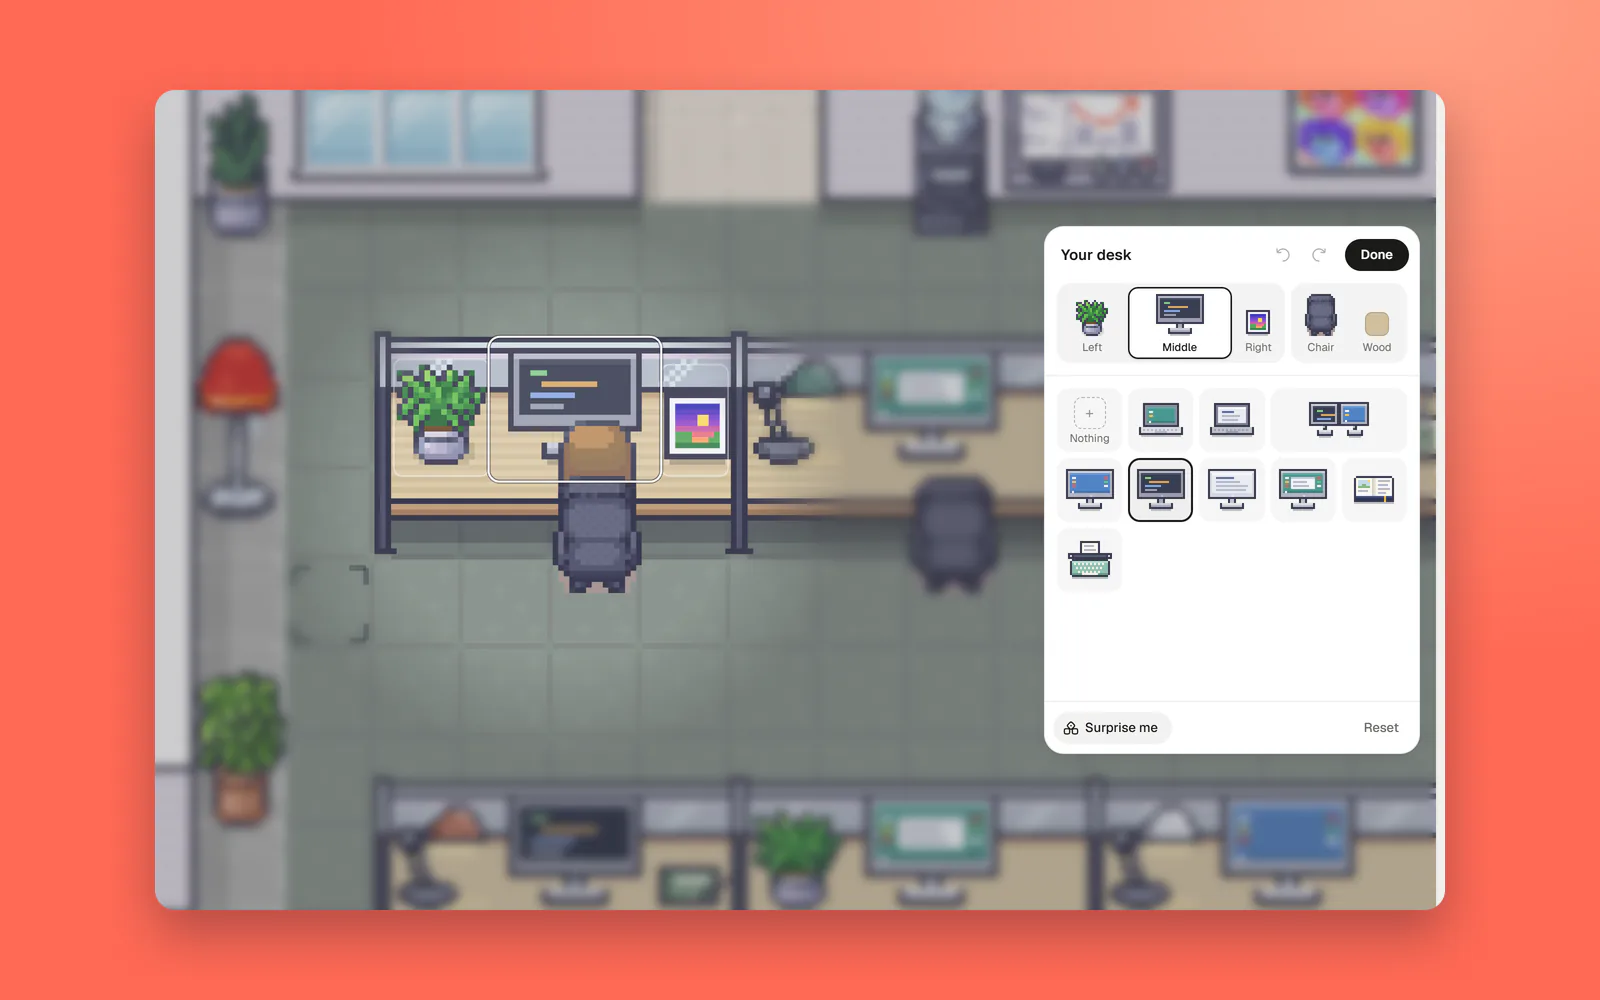 Your desk
Done
Left
Middle
Right
Chair
Wood
Nothing
Surprise me
Reset